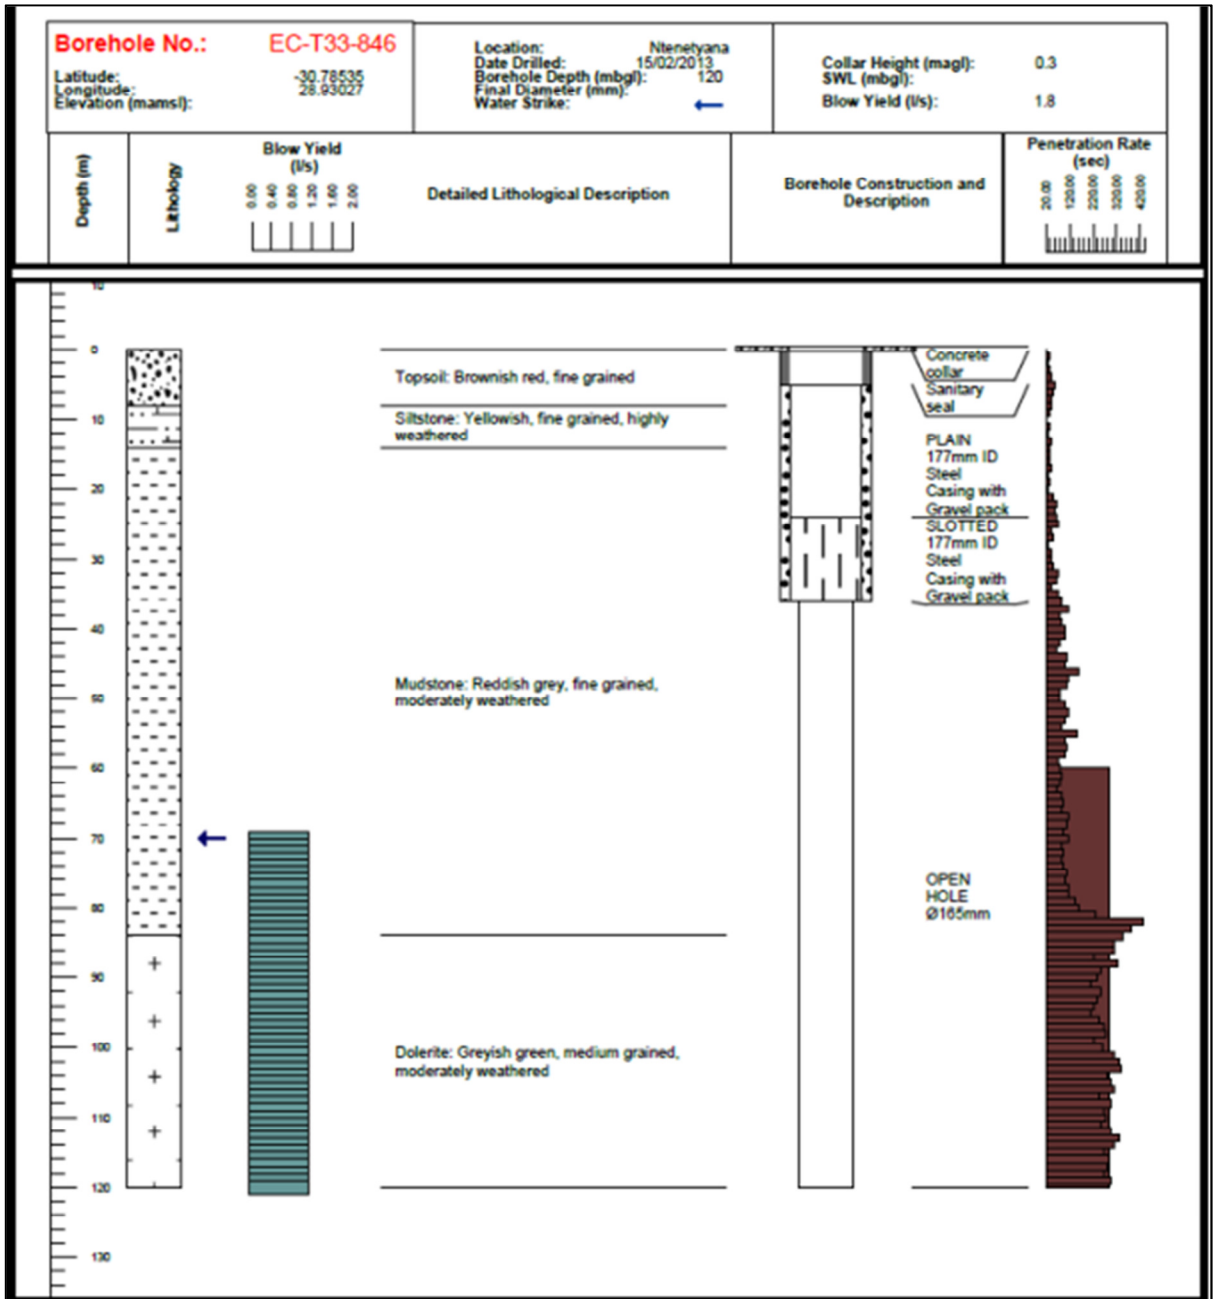 Borehole No.: EC-T33-846
Latitude: -30.78535
Longitude: 28.93027
Elevation (mamsl):
Location: Ntenetyana
Date Drilled: 15/02/2013
Borehole Depth (mbgl): 120
Final Diameter (mm):
Water Strike:
Collar Height (magl): 0.3
SWL (mbgl):
Blow Yield (l/s): 1.8
Depth (m)
Lithology
Blow Yield
(l/s)
0.00 0.40 0.80 1.20 1.60 2.00
Detailed Lithological Description
Borehole Construction and
Description
Penetration Rate
(sec)
20.00 120.00 220.00 320.00 420.00
10
0
10
20
30
40
50
60
70
80
90
100
110
120
130
Topsoil: Brownish red, fine grained
Siltstone: Yellowish, fine grained, highly
weathered
Mudstone: Reddish grey, fine grained,
moderately weathered
Dolerite: Greyish green, medium grained,
moderately weathered
Concrete
collar
Sanitary
seal
PLAIN
177mm ID
Steel
Casing with
Gravel pack
SLOTTED
177mm ID
Steel
Casing with
Gravel pack
OPEN
HOLE
Ø165mm